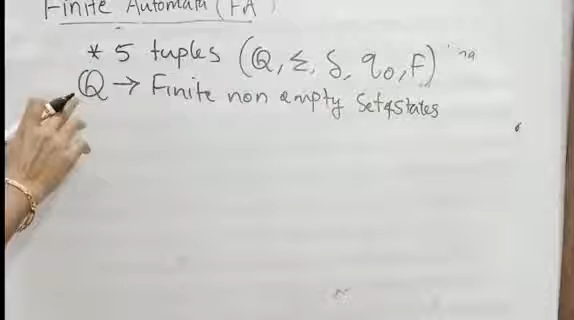 Finite Automata (FA)
* 5 tuples (Q, Σ, δ, q0, F)
Q → Finite non empty set of states